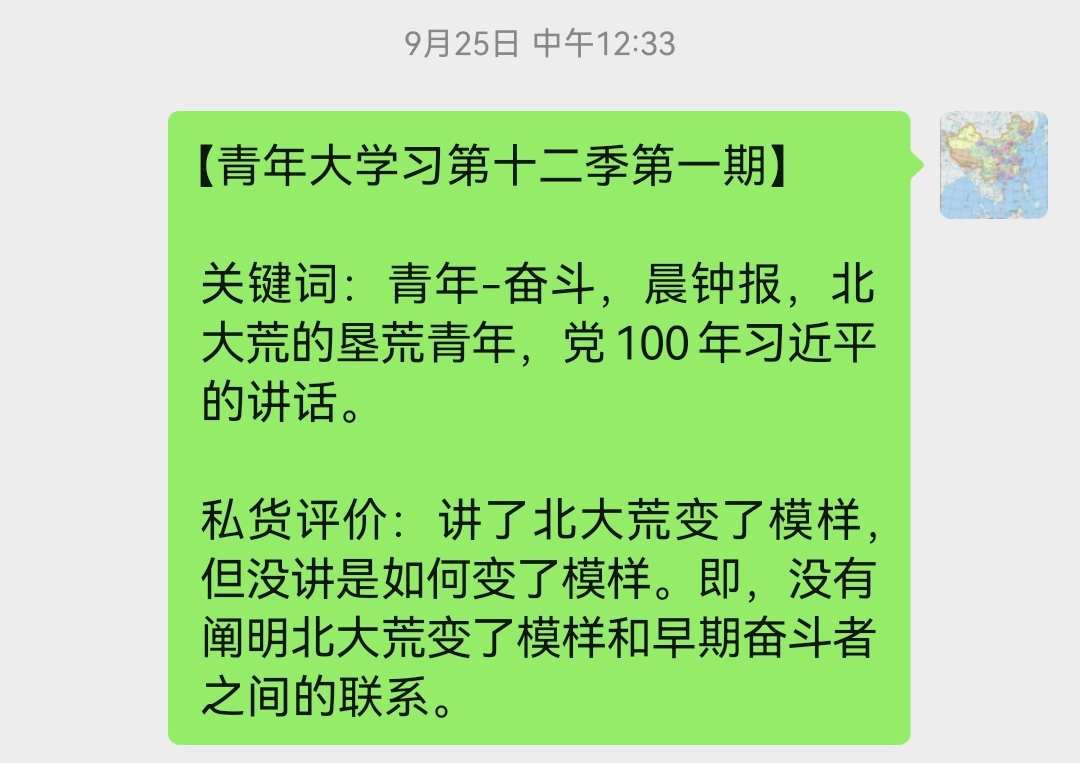 9月25日 中午12:33
【青年大学习第十二季第一期】
关键词：青年-奋斗，晨钟报，北
大荒的垦荒青年，党 100 年习近平
的讲话。
私货评价：讲了北大荒变了模样，
但没讲是如何变了模样。即，没有
阐明北大荒变了模样和早期奋斗者
之间的联系。